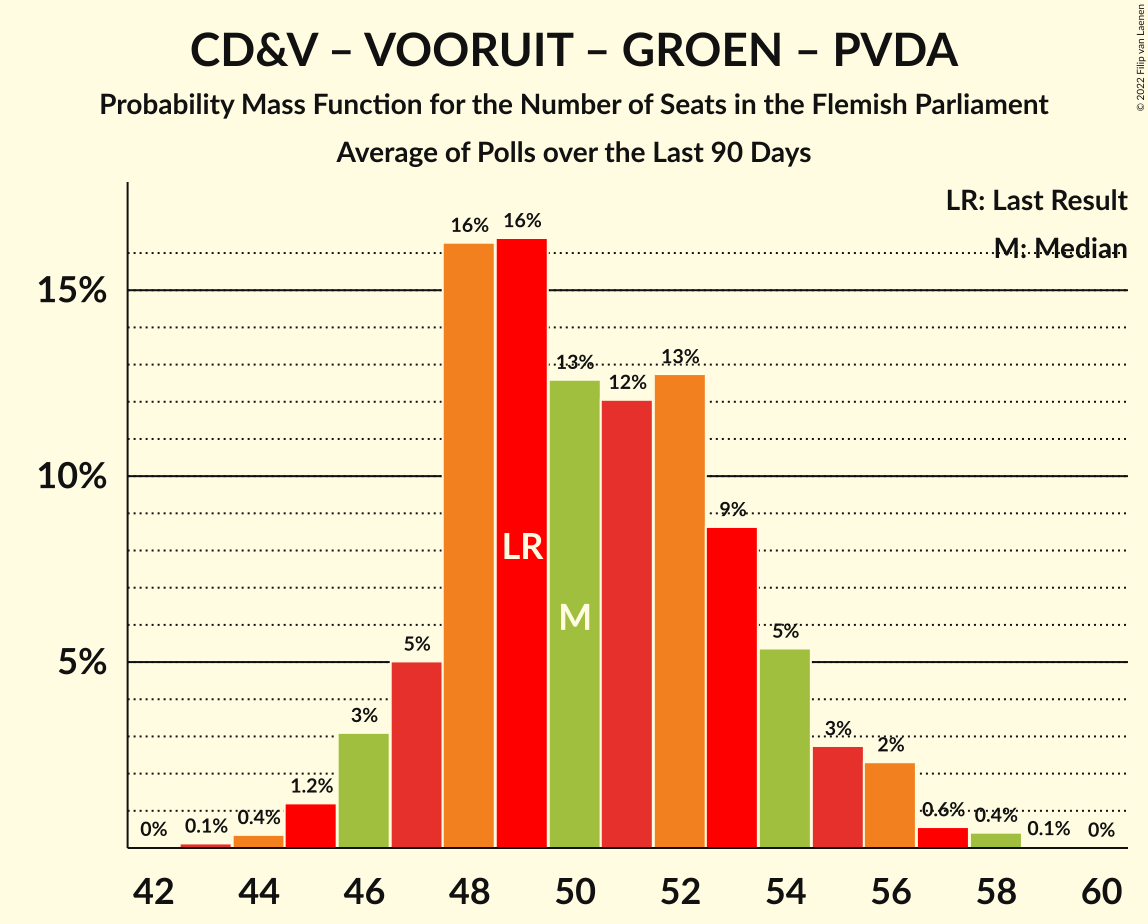 CD&V – VOORUIT – GROEN – PVDA
Probability Mass Function for the Number of Seats in the Flemish Parliament
Average of Polls over the Last 90 Days
© 2022 Filip van Laenen
LR: Last Result
M: Median
15%
10%
5%
0%
0.1%
0.4%
1.2%
3%
5%
16%
16%
13%
12%
13%
9%
5%
3%
2%
0.6%
0.4%
0.1%
0%
LR
M
42 44 46 48 50 52 54 56 58 60